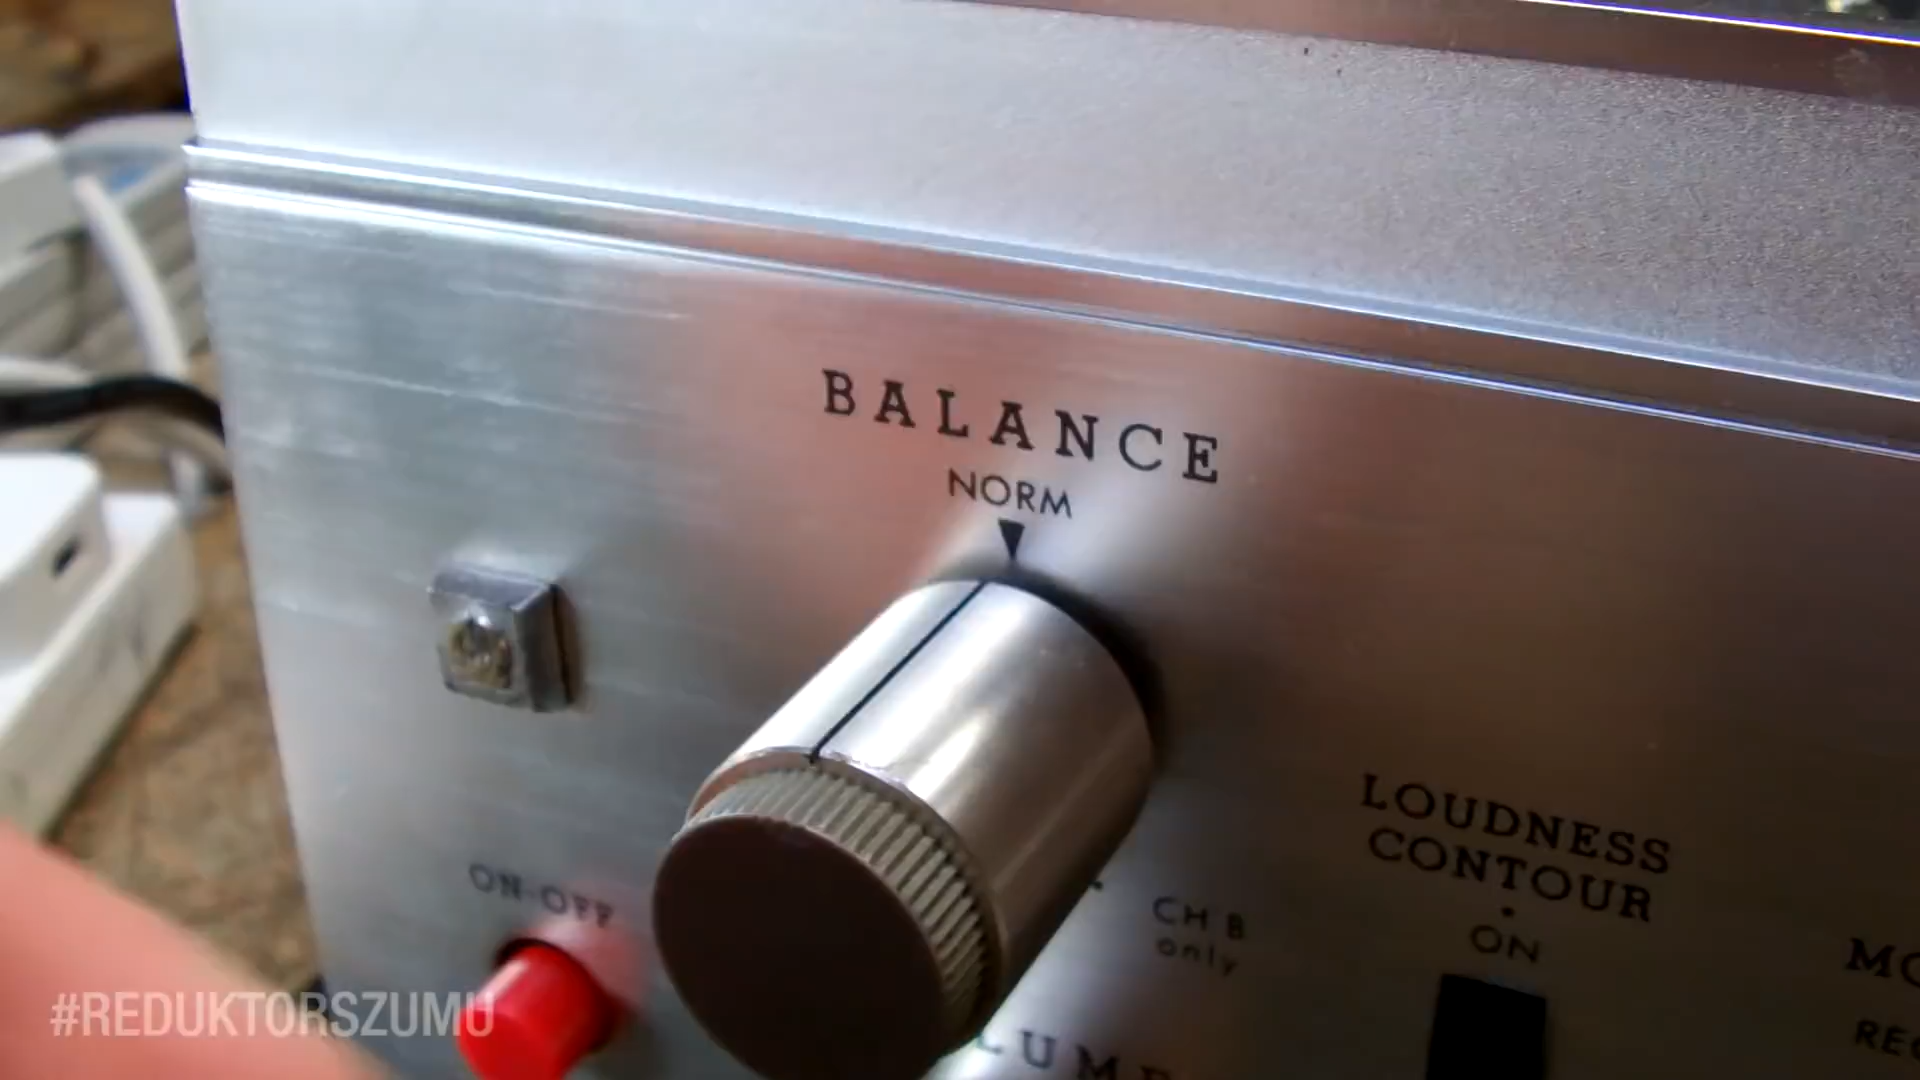 BALANCE
NORM
LOUDNESS
CONTOUR
ON-OFF
CH B
only
ON
#REDUKTORSZUMU